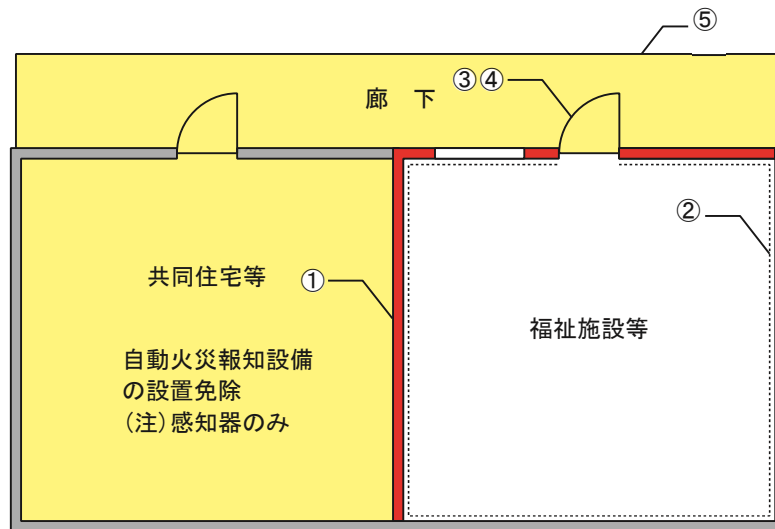 ⑤
③④
廊 下
②
共同住宅等
①
福祉施設等
自動火災報知設備
の設置免除
(注)感知器のみ